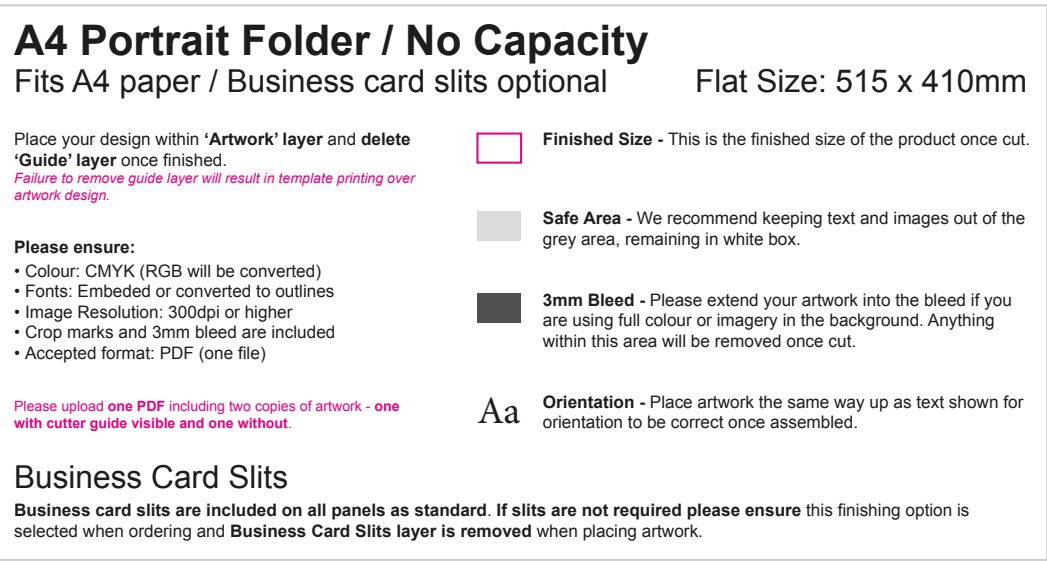 A4 Portrait Folder / No Capacity
Fits A4 paper / Business card slits optional
Flat Size: 515 x 410mm
Place your design within ‘Artwork’ layer and delete
‘Guide’ layer once finished.
Failure to remove guide layer will result in template printing over
artwork design.
Please ensure:
• Colour: CMYK (RGB will be converted)
• Fonts: Embeded or converted to outlines
• Image Resolution: 300dpi or higher
• Crop marks and 3mm bleed are included
• Accepted format: PDF (one file)
Please upload one PDF including two copies of artwork - one
with cutter guide visible and one without.
Finished Size - This is the finished size of the product once cut.
Safe Area - We recommend keeping text and images out of the
grey area, remaining in white box.
3mm Bleed - Please extend your artwork into the bleed if you
are using full colour or imagery in the background. Anything
within this area will be removed once cut.
Aa
Orientation - Place artwork the same way up as text shown for
orientation to be correct once assembled.
Business Card Slits
Business card slits are included on all panels as standard. If slits are not required please ensure this finishing option is
selected when ordering and Business Card Slits layer is removed when placing artwork.